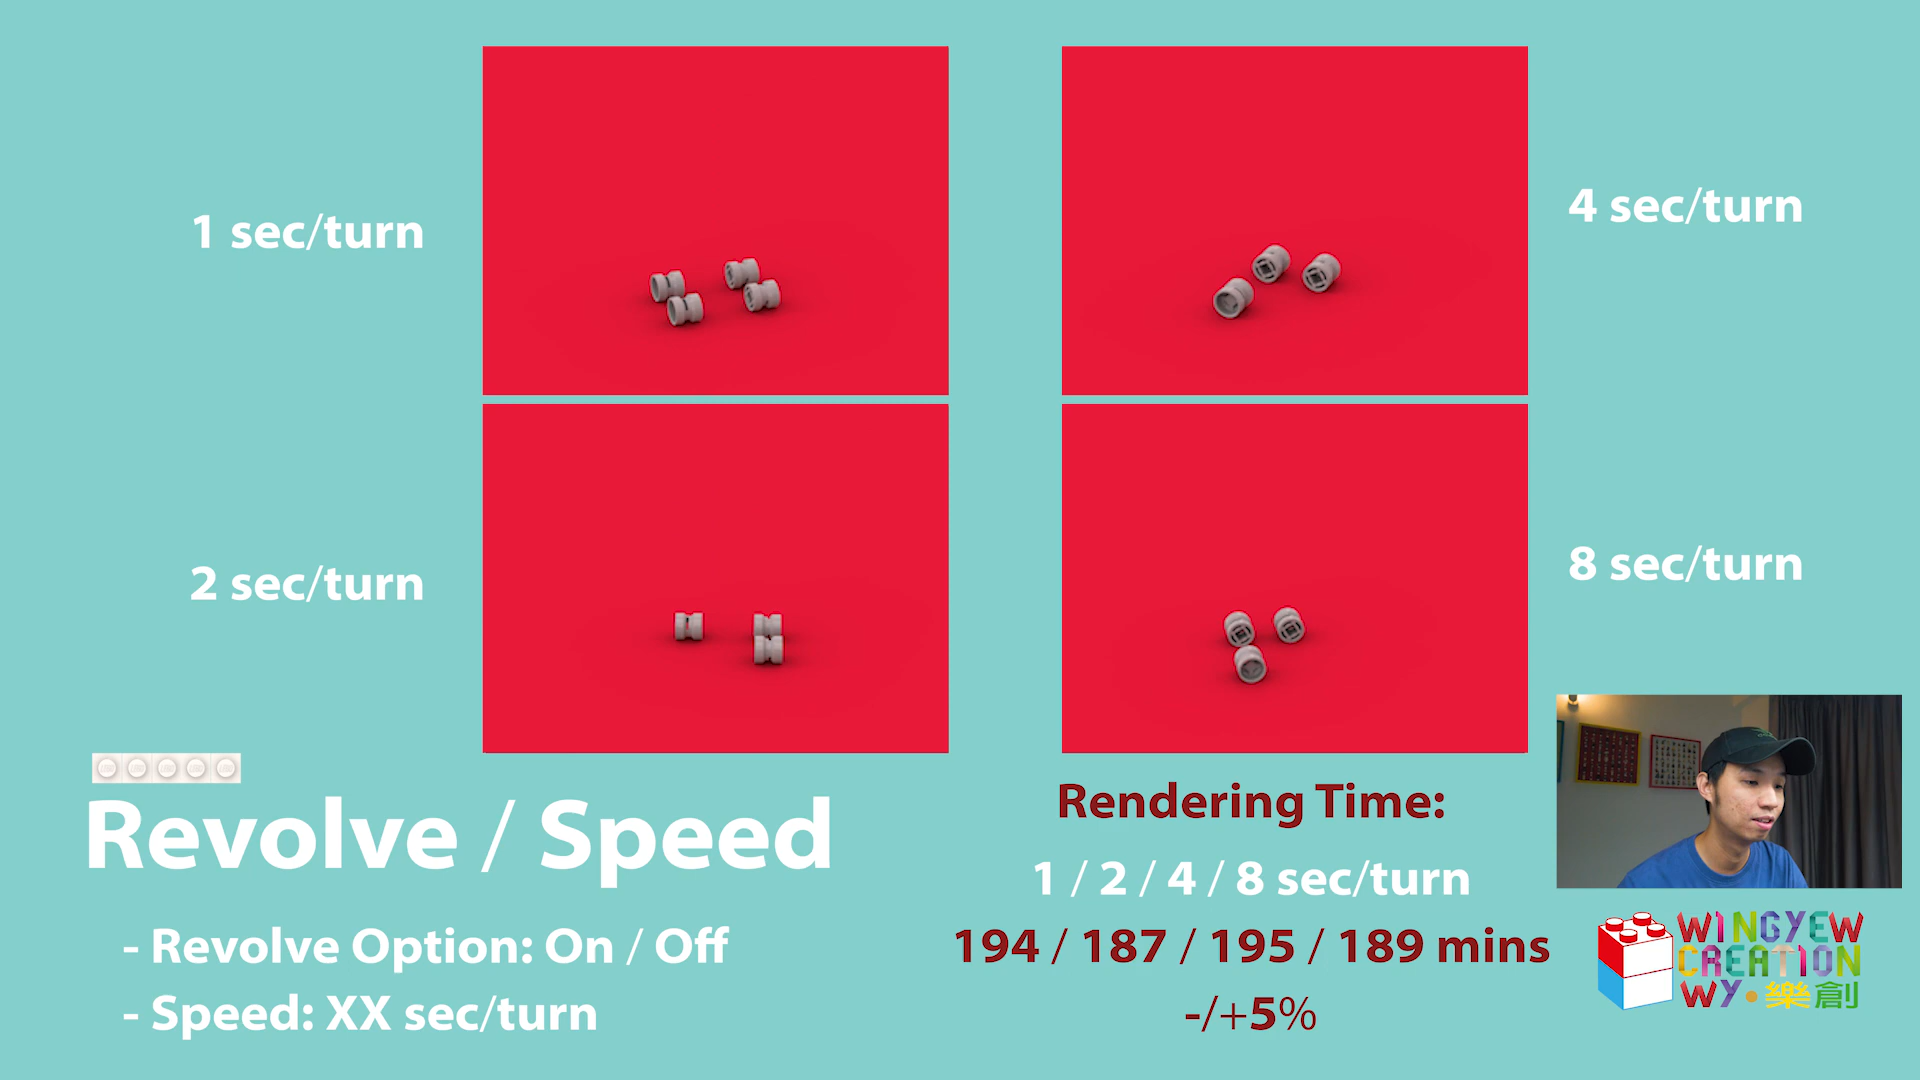 1 sec/turn
4 sec/turn
2 sec/turn
8 sec/turn
Revolve / Speed
- Revolve Option: On / Off
- Speed: XX sec/turn
Rendering Time:
1 / 2 / 4 / 8 sec/turn
194 / 187 / 195 / 189 mins
-/+5%
WINGYEW
CREATION
WY·樂創